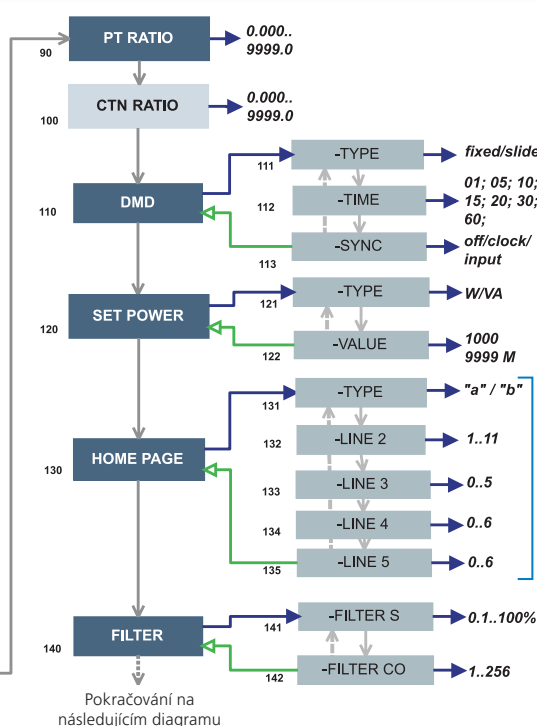 PT RATIO
90
0.000..
9999.0
CTN RATIO
100
0.000..
9999.0
DMD
110
-TYPE
111
fixed/slide
-TIME
112
01; 05; 10;
15; 20; 30;
60;
-SYNC
113
off/clock/
input
SET POWER
120
-TYPE
121
W/VA
-VALUE
122
1000
9999 M
HOME PAGE
130
-TYPE
131
"a" / "b"
-LINE 2
132
1..11
-LINE 3
133
0..5
-LINE 4
134
0..6
-LINE 5
135
0..6
FILTER
140
-FILTER S
141
0.1..100%
-FILTER CO
142
1..256
Pokračování na
následujícím diagramu